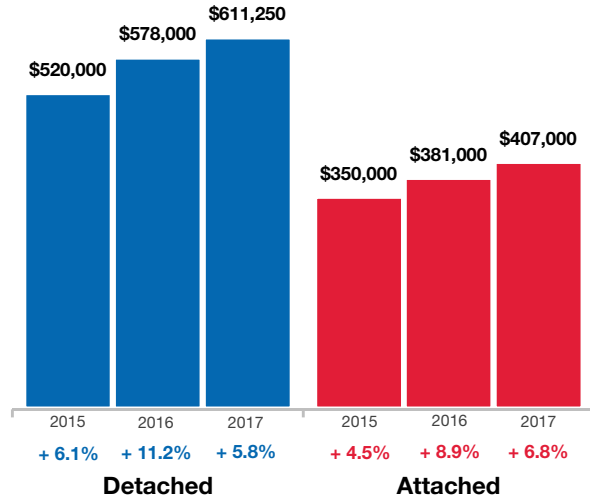 $520,000
$578,000
$611,250
$350,000
$381,000
$407,000
2015 2016 2017 2015 2016 2017
+ 6.1% + 11.2% + 5.8% + 4.5% + 8.9% + 6.8%
Detached Attached